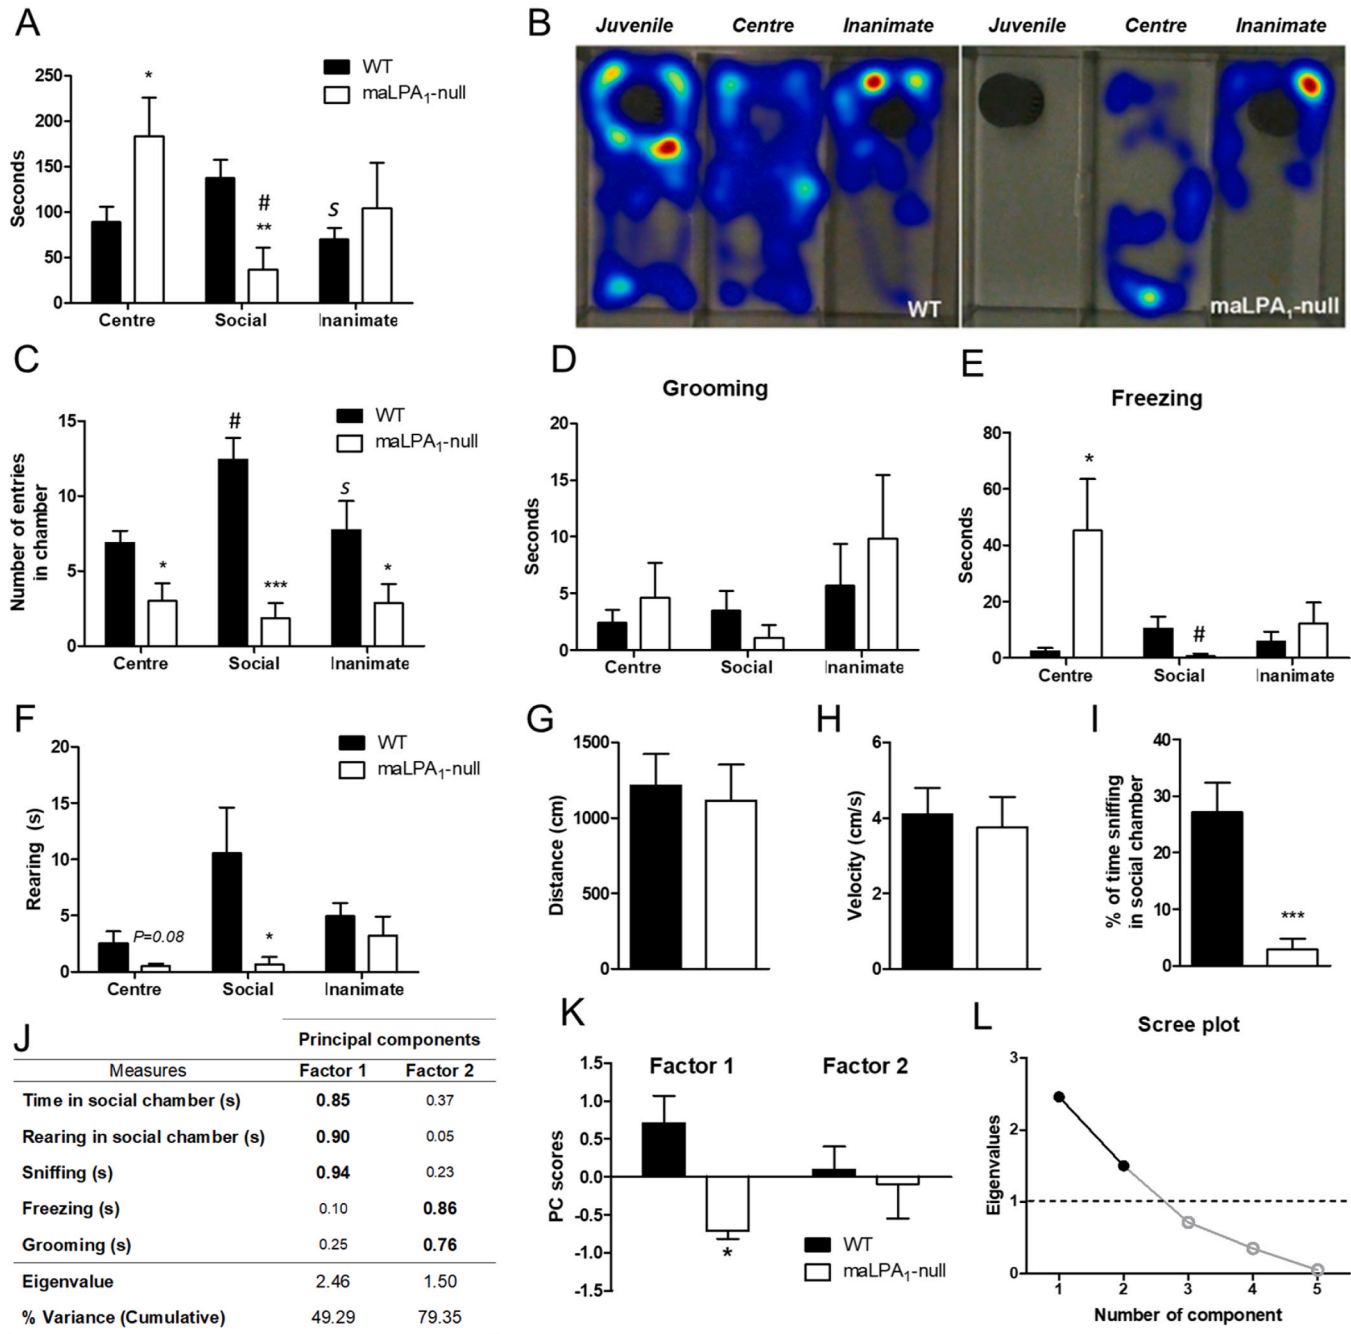 A
Seconds
250
200
150
100
50
0
*
#
**
S
WT
maLPA1-null
Centre Social Inanimate
B
Juvenile Centre Inanimate Juvenile Centre Inanimate
WT maLPA1-null
C
Number of entries
in chamber
15
10
5
0
#
S
*
***
*
WT
maLPA1-null
Centre Social Inanimate
D
Grooming
Seconds
20
15
10
5
0
Centre Social Inanimate
E
Freezing
Seconds
80
60
40
20
0
*
#
Centre Social Inanimate
F
Rearing (s)
20
15
10
5
0
P=0.08
*
WT
maLPA1-null
Centre Social Inanimate
G
Distance (cm)
1500
1000
500
0
H
Velocity (cm/s)
6
4
2
0
I
% of time sniffing
in social chamber
40
30
20
10
0
***
J
Principal components
Measures Factor 1 Factor 2
Time in social chamber (s) 0.85 0.37
Rearing in social chamber (s) 0.90 0.05
Sniffing (s) 0.94 0.23
Freezing (s) 0.10 0.86
Grooming (s) 0.25 0.76
Eigenvalue 2.46 1.50
% Variance (Cumulative) 49.29 79.35
K
Factor 1 Factor 2
PC scores
1.5
1.0
0.5
0.0
-0.5
-1.0
-1.5
*
WT
maLPA1-null
L
Scree plot
Eigenvalues
3
2
1
0
1 2 3 4 5
Number of component